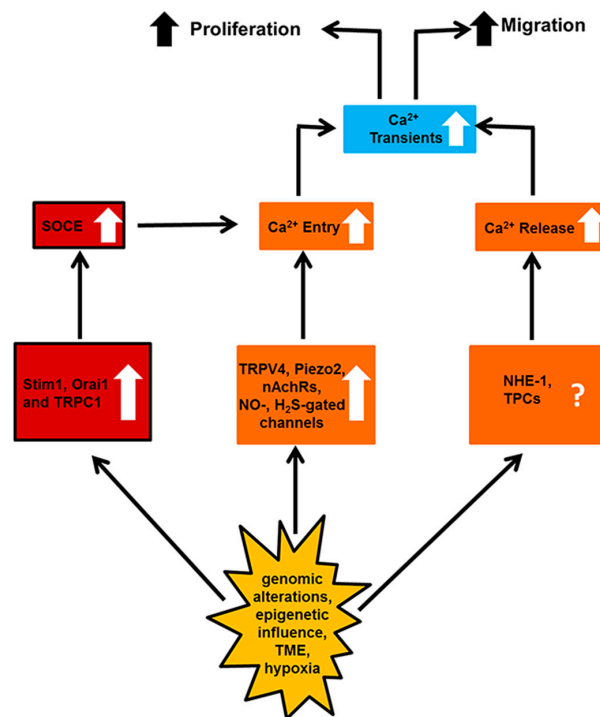 Proliferation
Migration
Ca²⁺
Transients
SOCE
Ca²⁺ Entry
Ca²⁺ Release
Stim1, Orai1
and TRPC1
TRPV4, Piezo2,
nAchRs,
NO-, H₂S-gated
channels
NHE-1,
TPCs
?
genomic
alterations,
epigenetic
influence,
TME,
hypoxia